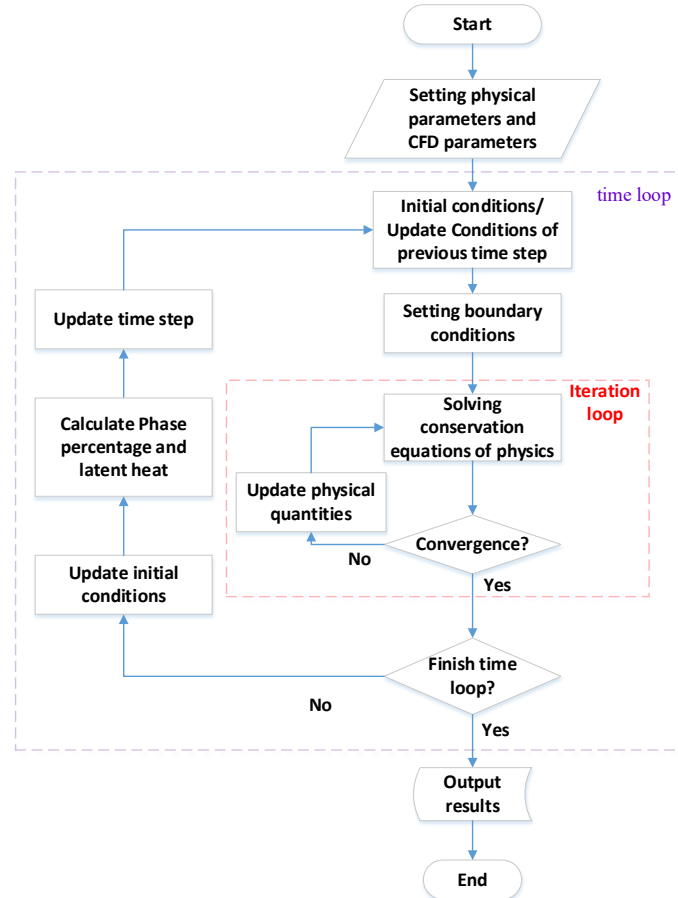 Start
Setting physical
parameters and
CFD parameters
time loop
Initial conditions/
Update Conditions of
previous time step
Update time step
Setting boundary
conditions
Iteration
loop
Solving
conservation
equations of physics
Calculate Phase
percentage and
latent heat
Update physical
quantities
Convergence?
No
Yes
Update initial
conditions
Finish time
loop?
No
Yes
Output
results
End